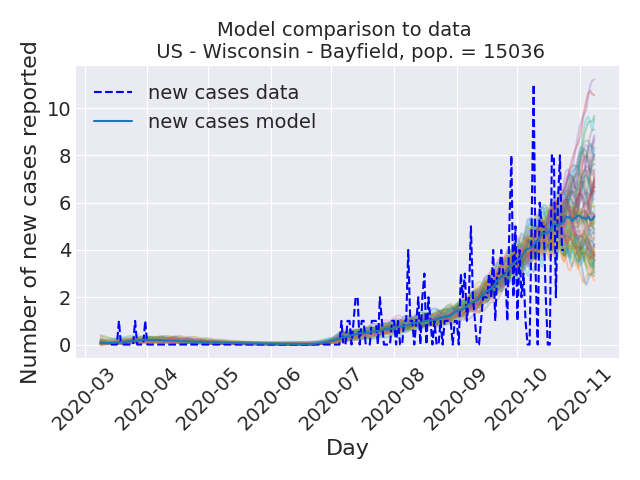 Model comparison to data
US - Wisconsin - Bayfield, pop. = 15036
new cases data
new cases model
Number of new cases reported
10
8
6
4
2
0
2020-03
2020-04
2020-05
2020-06
2020-07
2020-08
2020-09
2020-10
2020-11
Day